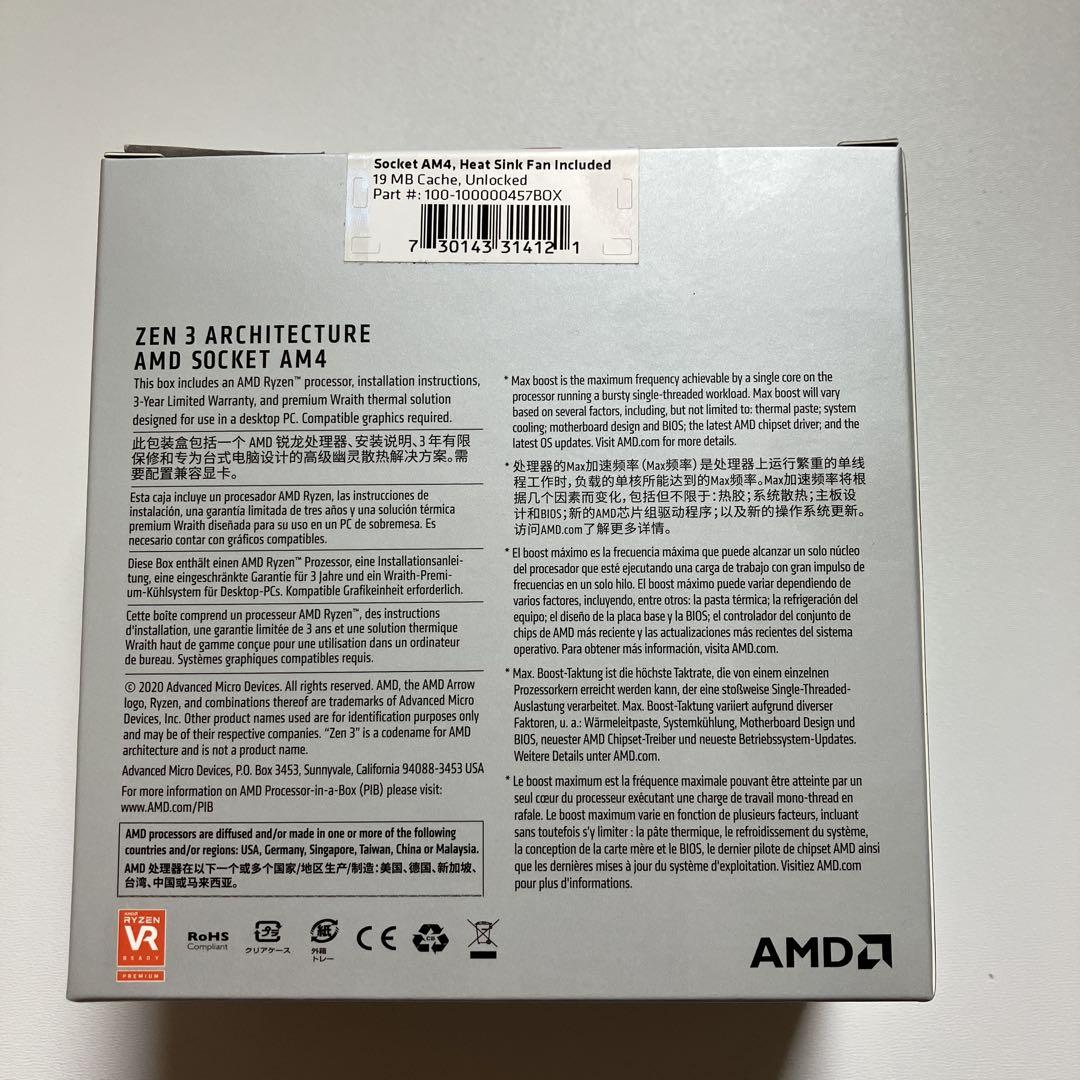 Socket AM4, Heat Sink Fan Included
19 MB Cache, Unlocked
Part #: 100-100000457BOX
7 30143 31412 1
ZEN 3 ARCHITECTURE
AMD SOCKET AM4
This box includes an AMD Ryzen™ processor, installation instructions,
3-Year Limited Warranty, and premium Wraith thermal solution
designed for use in a desktop PC. Compatible graphics required.
此包装盒包括一个 AMD 锐龙处理器、安装说明、3 年有限
保修和专为台式电脑设计的高级幽灵散热解决方案。需
要配置兼容显卡。
Esta caja incluye un procesador AMD Ryzen, las instrucciones de
instalación, una garantía limitada de tres años y una solución térmica
premium Wraith diseñada para su uso en un PC de sobremesa. Es
necesario contar con gráficos compatibles.
Diese Box enthält einen AMD Ryzen™ Prozessor, eine Installationsanlei-
tung, eine eingeschränkte Garantie für 3 Jahre und ein Wraith-Premi-
um-Kühlsystem für Desktop-PCs. Kompatible Grafikeinheit erforderlich.
Cette boîte comprend un processeur AMD Ryzen™, des instructions
d'installation, une garantie limitée de 3 ans et une solution thermique
Wraith haut de gamme conçue pour une utilisation dans un ordinateur
de bureau. Systèmes graphiques compatibles requis.
© 2020 Advanced Micro Devices. All rights reserved. AMD, the AMD Arrow
logo, Ryzen, and combinations thereof are trademarks of Advanced Micro
Devices, Inc. Other product names used are for identification purposes only
and may be of their respective companies. "Zen 3" is a codename for AMD
architecture and is not a product name.
Advanced Micro Devices, P.O. Box 3453, Sunnyvale, California 94088-3453 USA
For more information on AMD Processor-in-a-Box (PIB) please visit:
www.AMD.com/PIB
AMD processors are diffused and/or made in one or more of the following
countries and/or regions: USA, Germany, Singapore, Taiwan, China or Malaysia.
AMD 处理器在以下一个或多个国家/地区生产/制造：美国、德国、新加坡、
台湾、中国或马来西亚。
* Max boost is the maximum frequency achievable by a single core on the
processor running a bursty single-threaded workload. Max boost will vary
based on several factors, including, but not limited to: thermal paste; system
cooling; motherboard design and BIOS; the latest AMD chipset driver; and the
latest OS updates. Visit AMD.com for more details.
* 处理器的Max加速频率（Max频率）是处理器上运行繁重的单线
程工作时，负载的单核所能达到的Max频率。Max加速频率将根
据几个因素而变化，包括但不限于：热胶；系统散热；主板设
计和BIOS；新的AMD芯片组驱动程序；以及新的操作系统更新。
访问AMD.com了解更多详情。
* El boost máximo es la frecuencia máxima que puede alcanzar un solo núcleo
del procesador que esté ejecutando una carga de trabajo con gran impulso de
frecuencias en un solo hilo. El boost máximo puede variar dependiendo de
varios factores, incluyendo, entre otros: la pasta térmica; la refrigeración del
equipo; el diseño de la placa base y la BIOS; el controlador del conjunto de
chips de AMD más reciente y las actualizaciones más recientes del sistema
operativo. Para obtener más información, visita AMD.com.
* Max. Boost-Taktung ist die höchste Taktrate, die von einem einzelnen
Prozessorkern erreicht werden kann, der eine stoßweise Single-Threaded-
Auslastung verarbeitet. Max. Boost-Taktung variiert aufgrund diverser
Faktoren, u. a.: Wärmeleitpaste, Systemkühlung, Motherboard Design und
BIOS, neuester AMD Chipset-Treiber und neueste Betriebssystem-Updates.
Weitere Details unter AMD.com.
* Le boost maximum est la fréquence maximale pouvant être atteinte par un
seul cœur du processeur exécutant une charge de travail mono-thread en
rafale. Le boost maximum varie en fonction de plusieurs facteurs, incluant
sans toutefois s'y limiter : la pâte thermique, le refroidissement du système,
la conception de la carte mère et le BIOS, le dernier pilote de chipset AMD ainsi
que les dernières mises à jour du système d'exploitation. Visitez AMD.com
pour plus d'informations.
AMD
RYZEN
VR
READY
PREMIUM
RoHS
Compliant
プラ
クリアケース
紙
外箱
トレー
CE
CB
AMD